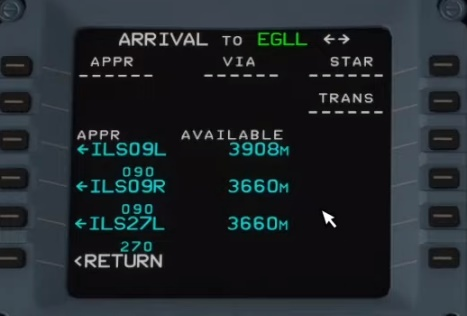 ARRIVAL TO EGLL ←→
APPR VIA STAR
------ ------ ------
TRANS
------
APPR AVAILABLE
←ILS09L 3908M
090
←ILS09R 3660M
090
←ILS27L 3660M
270
<RETURN